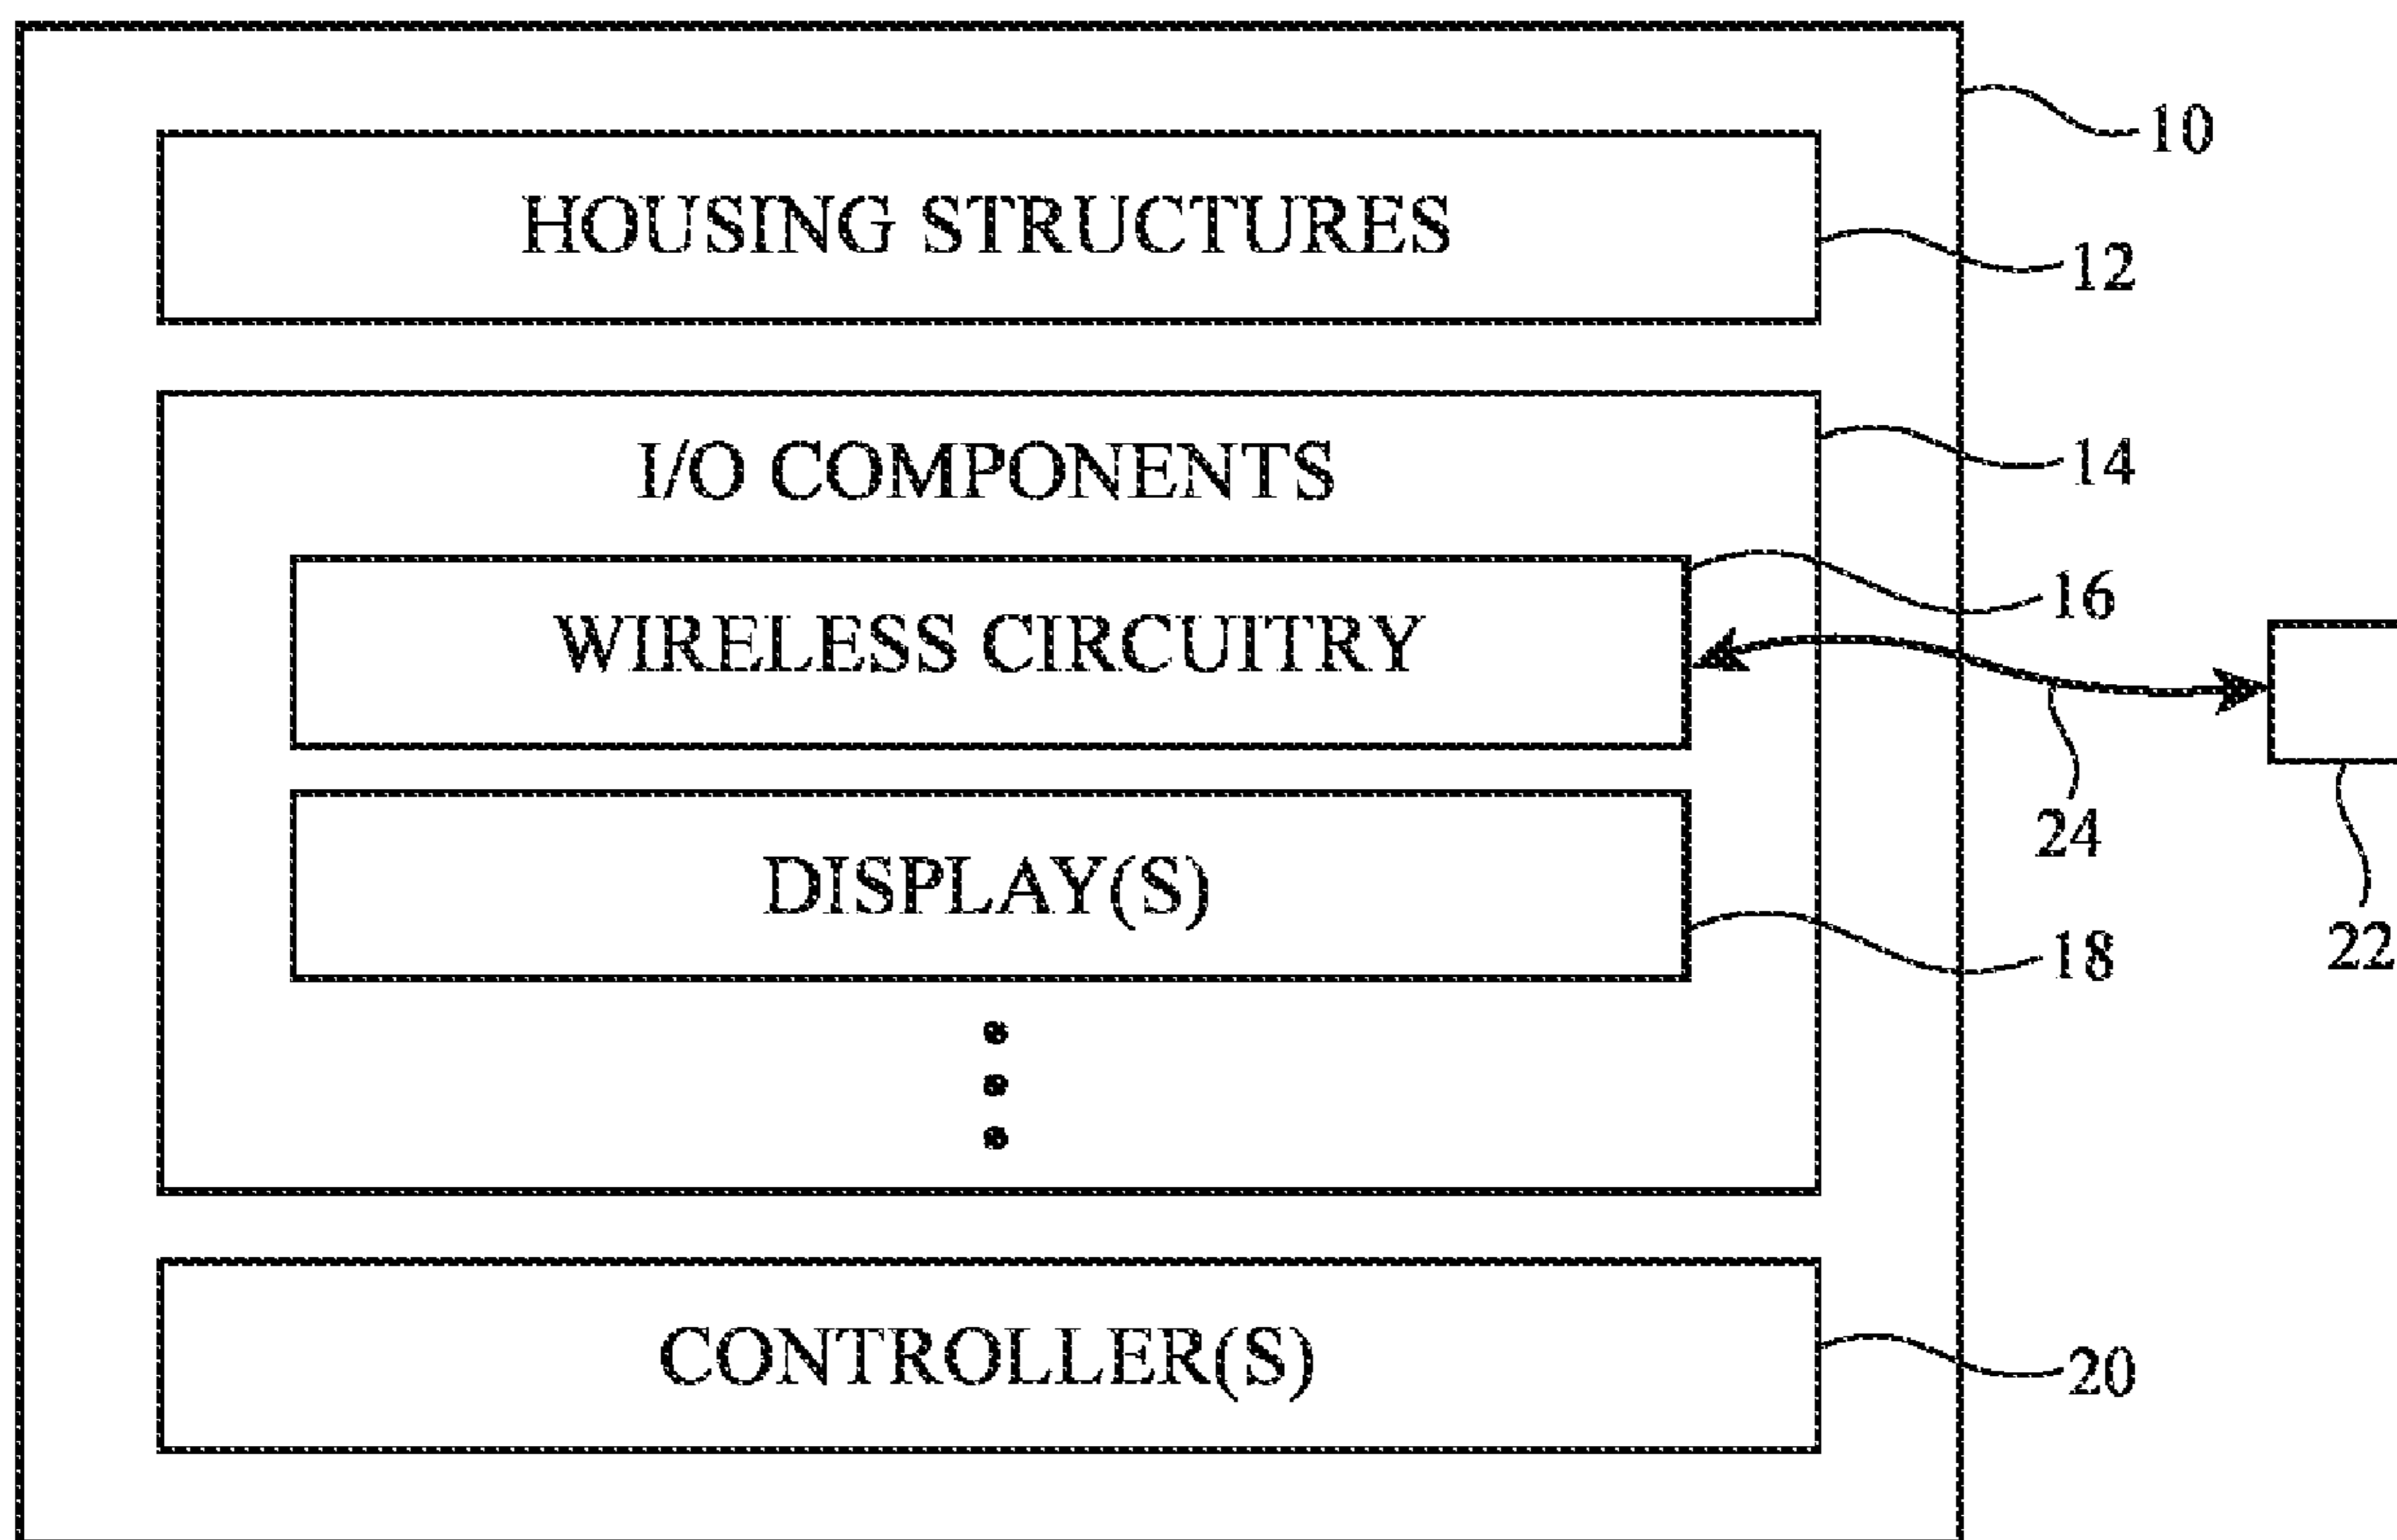 10
HOUSING STRUCTURES
12
I/O COMPONENTS
14
16
WIRELESS CIRCUITRY
24
DISPLAY(S)
22
18
CONTROLLER(S)
20